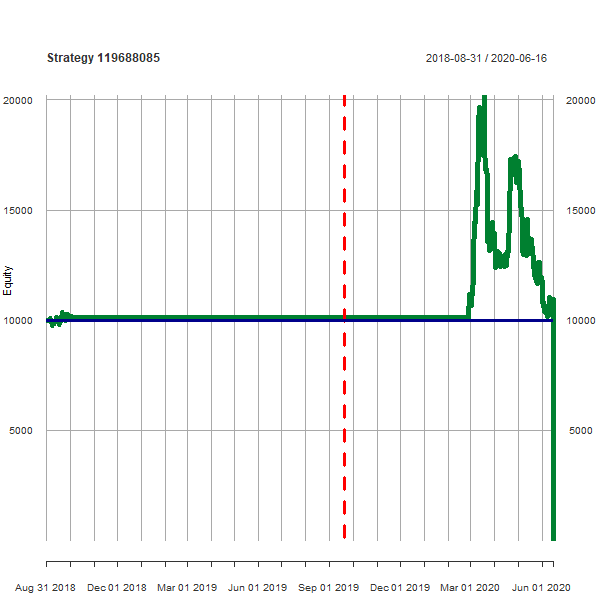 Strategy 119688085
2018-08-31 / 2020-06-16
20000
20000
15000
15000
Equity
10000
10000
5000
5000
Aug 31 2018
Dec 01 2018
Mar 01 2019
Jun 01 2019
Sep 01 2019
Dec 01 2019
Mar 01 2020
Jun 01 2020